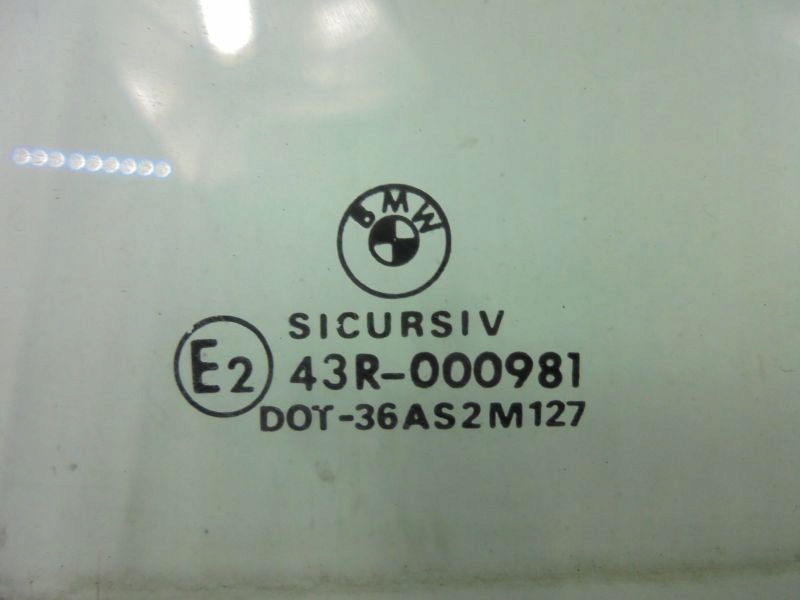 BMW
SICURSIV
E2 43R-000981
DOT-36AS2M127